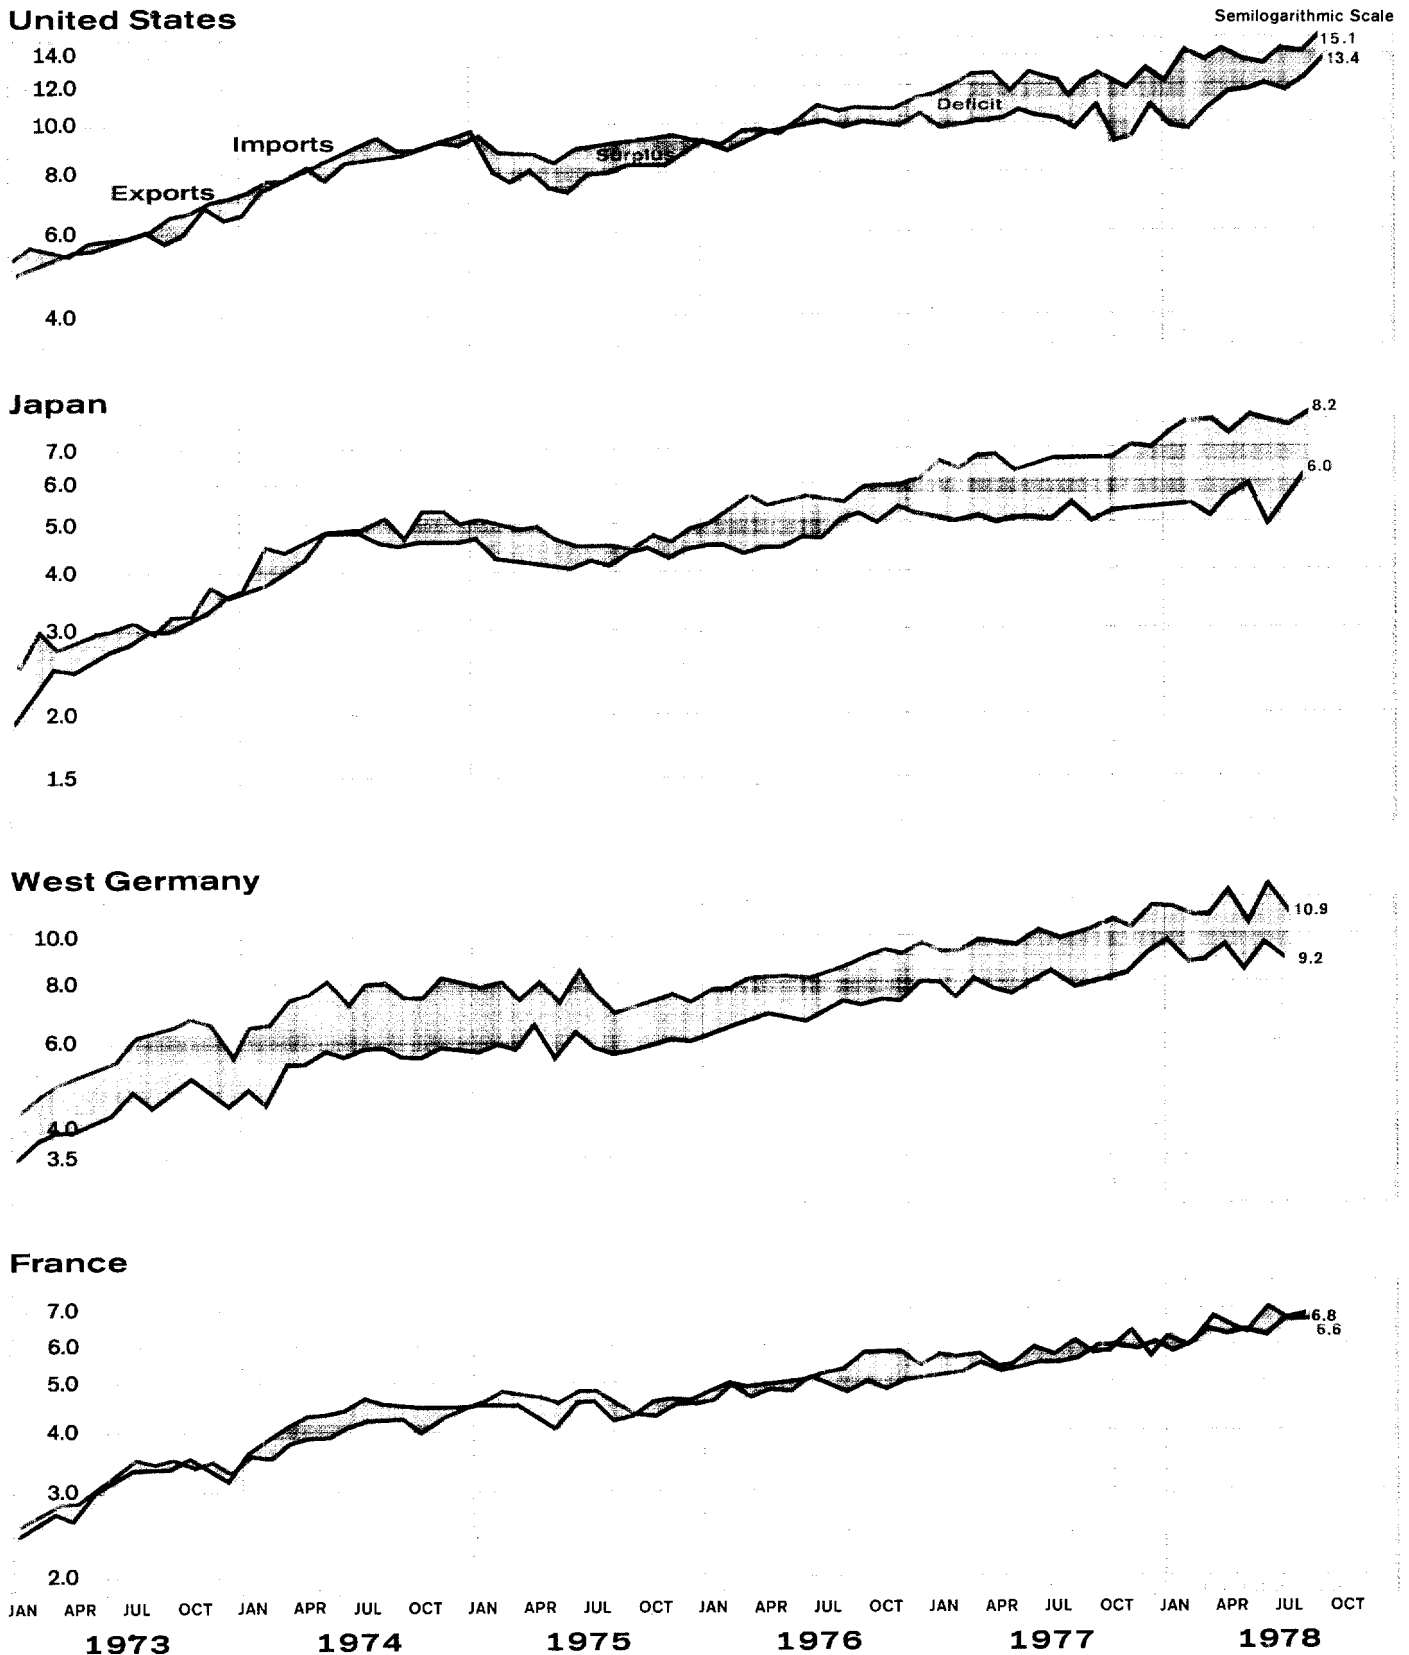 United States
Semilogarithmic Scale
15.1
14.0
13.4
12.0
Deficit
10.0
Imports
Surplus
8.0
Exports
6.0
4.0
Japan
8.2
7.0
6.0
6.0
5.0
4.0
3.0
2.0
1.5
West Germany
10.9
10.0
9.2
8.0
6.0
4.0
3.5
France
7.0
6.8
6.6
6.0
5.0
4.0
3.0
2.0
JAN APR JUL OCT JAN APR JUL OCT JAN APR JUL OCT JAN APR JUL OCT JAN APR JUL OCT JAN APR JUL OCT
1973 1974 1975 1976 1977 1978